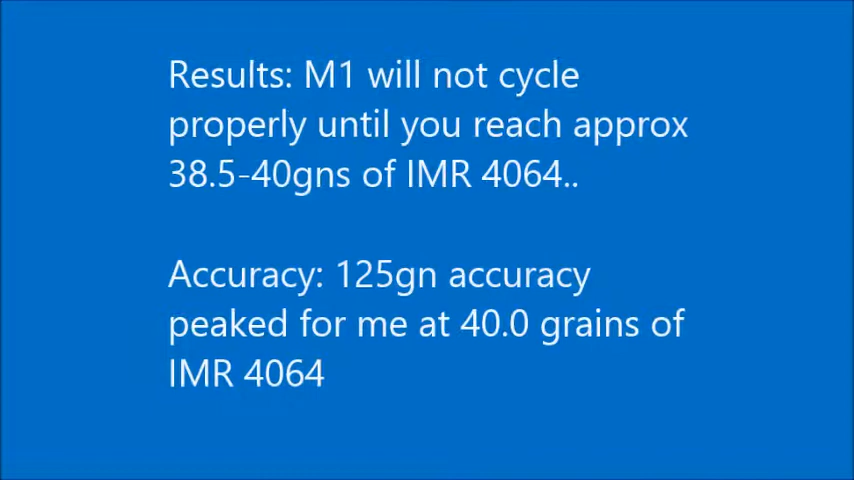 Results: M1 will not cycle
properly until you reach approx
38.5-40gns of IMR 4064..
Accuracy: 125gn accuracy
peaked for me at 40.0 grains of
IMR 4064